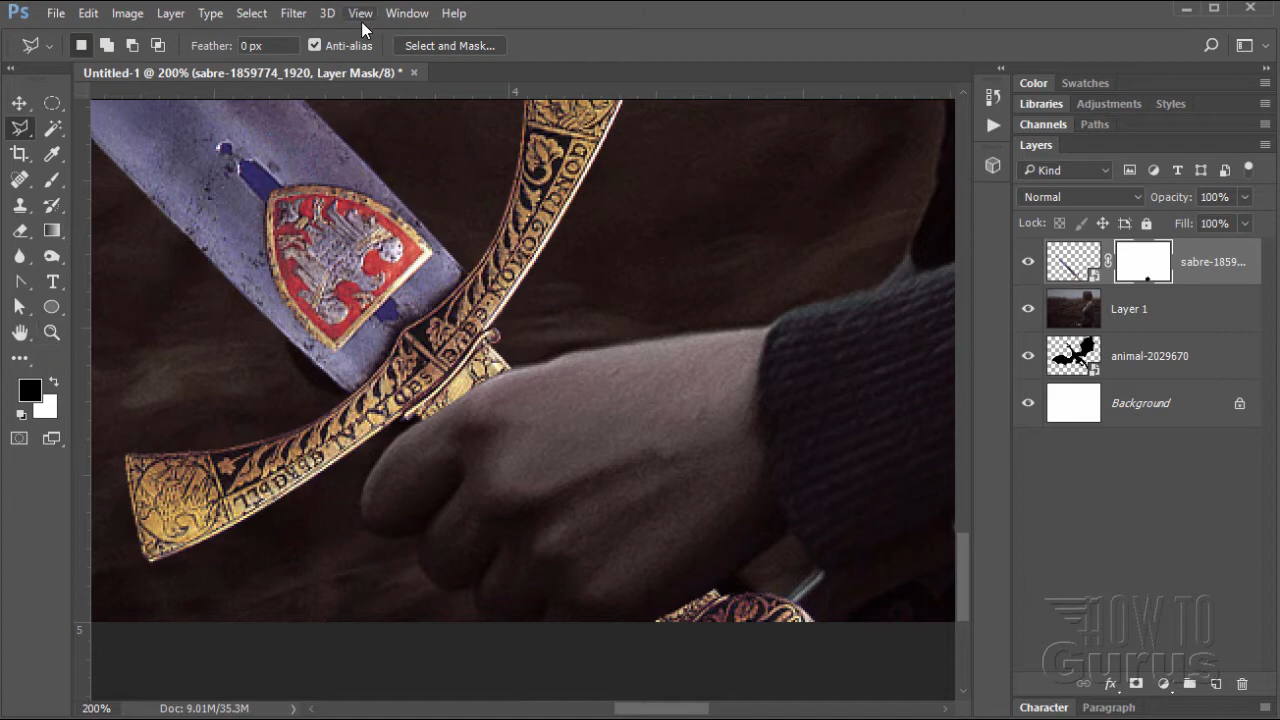 Ps File Edit Image Layer Type Select Filter 3D View Window Help
Feather: 0 px Anti-alias Select and Mask...
Untitled-1 @ 200% (sabre-1859774_1920, Layer Mask/8) * ×
4
5
Color Swatches
Libraries Adjustments Styles
Channels Paths
Layers
Kind
Normal Opacity: 100%
Lock: Fill: 100%
sabre-1859...
Layer 1
animal-2029670
Background
fx
HOW TO
Gurus
200% Doc: 9.01M/35.3M
Character Paragraph